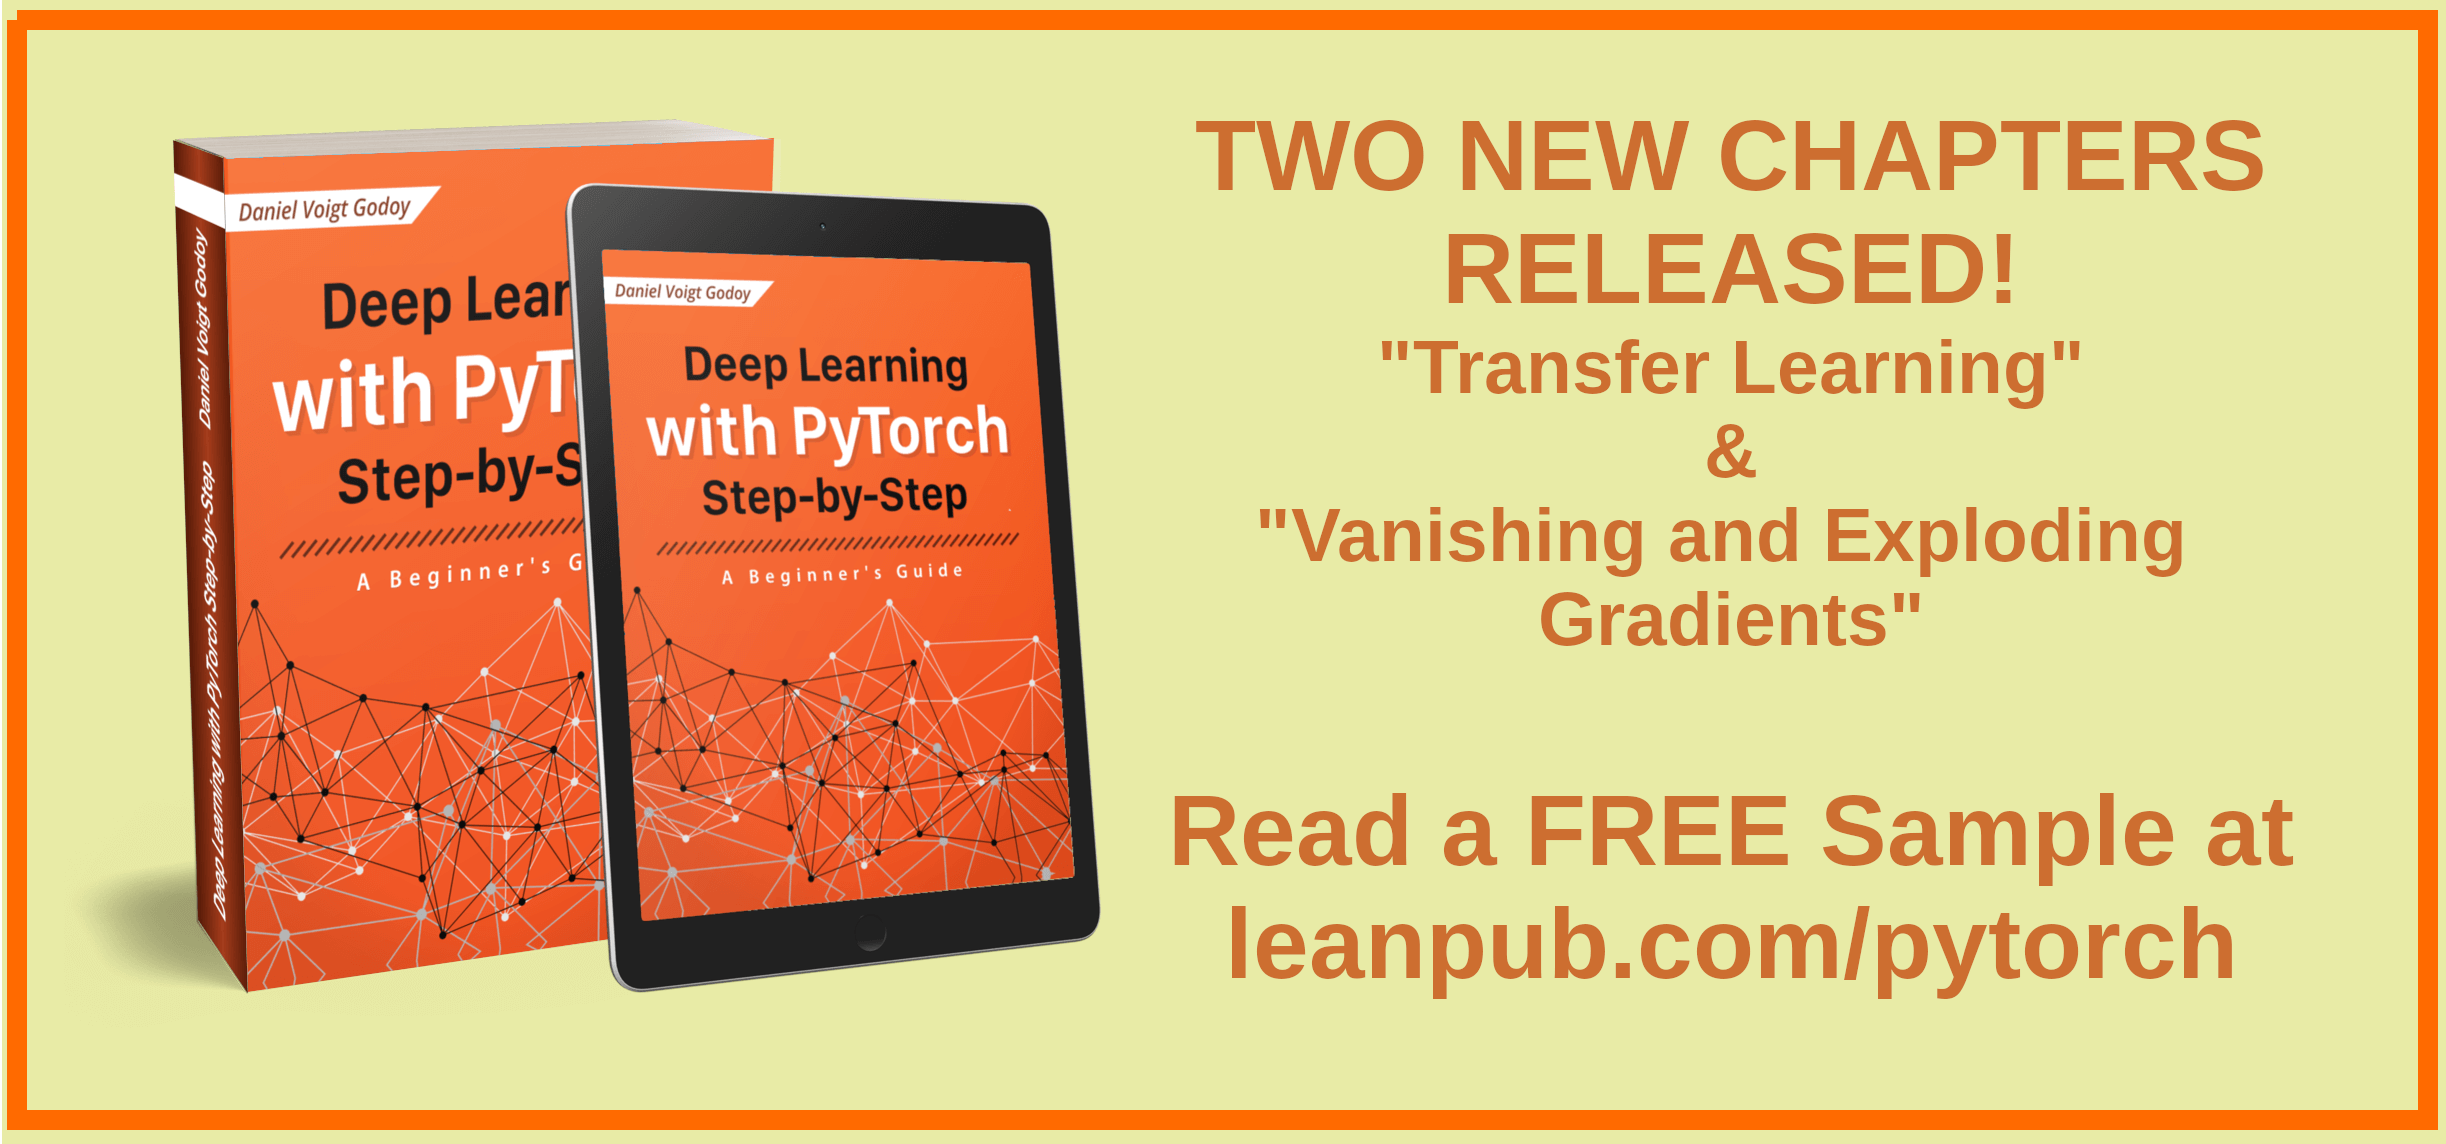 Daniel Voigt Godoy
Deep Lear
with PyT
Step-by-S
A Beginner's G
Deep Learning with PyTorch Step-by-Step Daniel Voigt Godoy
Daniel Voigt Godoy
Deep Learning
with PyTorch
Step-by-Step
A Beginner's Guide
TWO NEW CHAPTERS
RELEASED!
"Transfer Learning"
&
"Vanishing and Exploding
Gradients"
Read a FREE Sample at
leanpub.com/pytorch